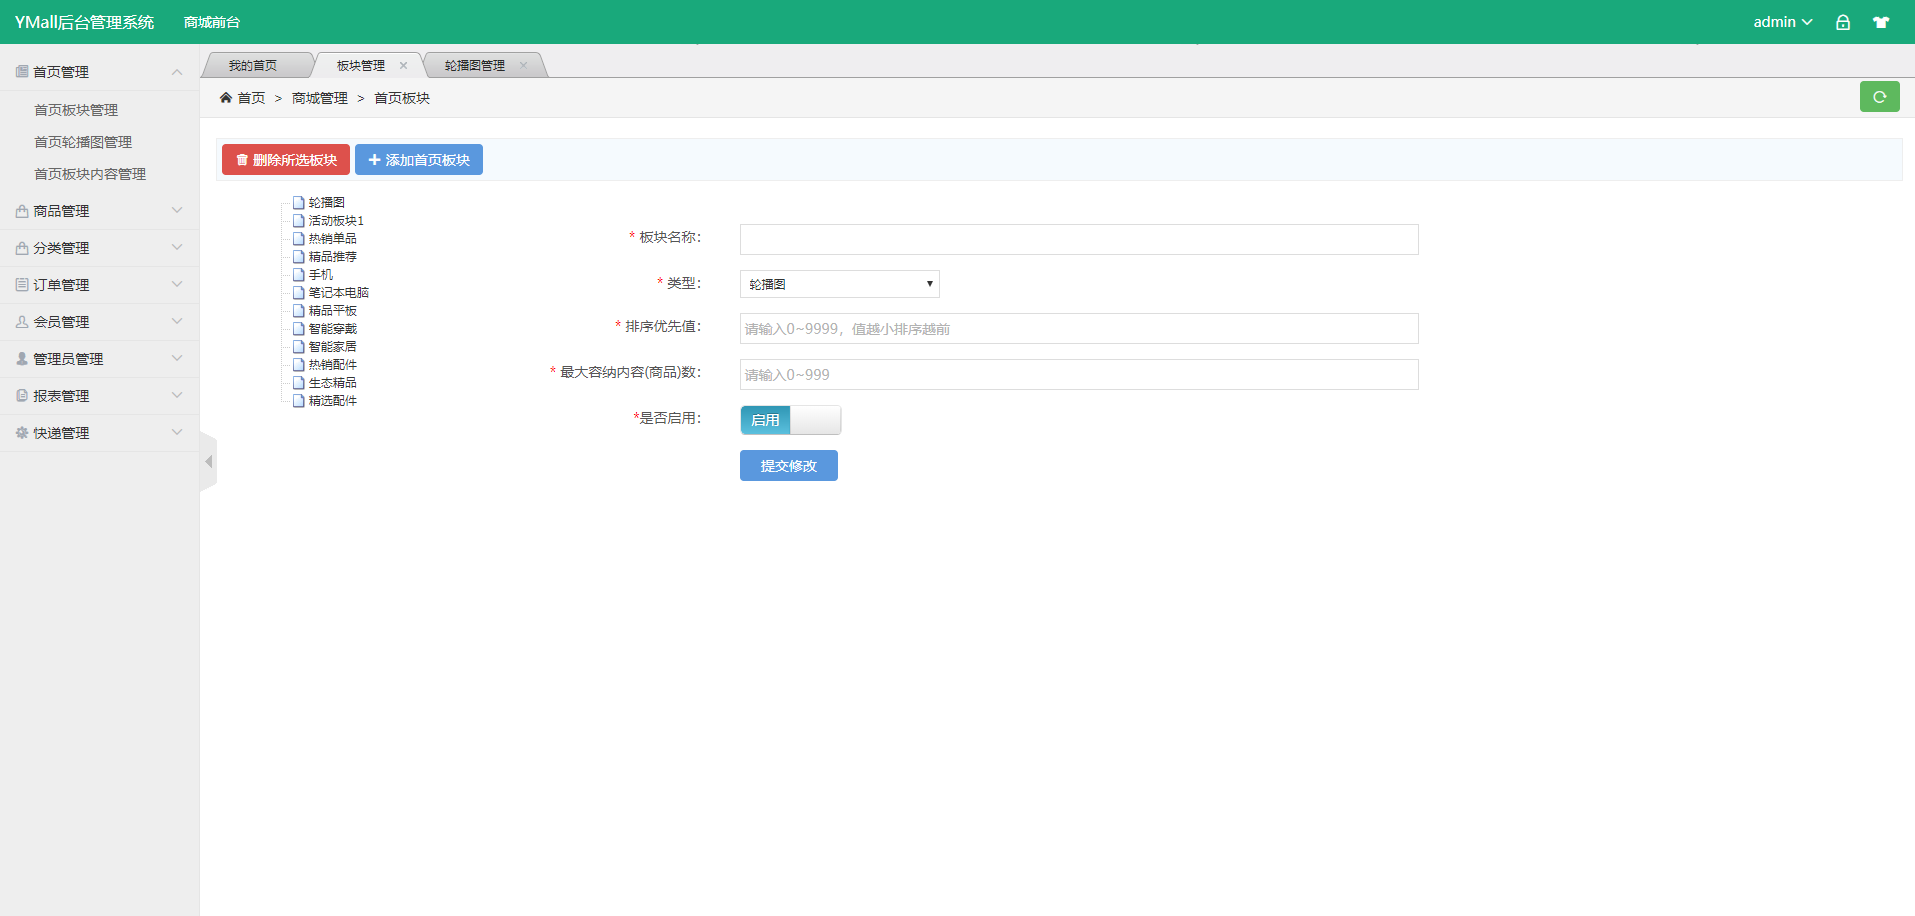 YMall后台管理系统 商城前台 admin
首页管理
首页板块管理
首页轮播图管理
首页板块内容管理
商品管理
分类管理
订单管理
会员管理
管理员管理
报表管理
快递管理
我的首页 板块管理 轮播图管理
首页 > 商城管理 > 首页板块
删除所选板块 添加首页板块
轮播图
活动板块1
热销单品
精品推荐
手机
笔记本电脑
精品平板
智能穿戴
智能家居
热销配件
生态精品
精选配件
* 板块名称：
* 类型： 轮播图
* 排序优先值： 请输入0~9999，值越小排序越前
* 最大容纳内容(商品)数： 请输入0~999
*是否启用： 启用
提交修改